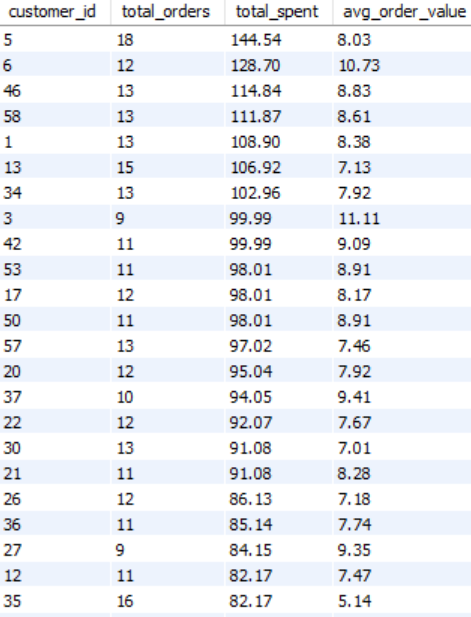 customer_id total_orders total_spent avg_order_value
5 18 144.54 8.03
6 12 128.70 10.73
46 13 114.84 8.83
58 13 111.87 8.61
1 13 108.90 8.38
13 15 106.92 7.13
34 13 102.96 7.92
3 9 99.99 11.11
42 11 99.99 9.09
53 11 98.01 8.91
17 12 98.01 8.17
50 11 98.01 8.91
57 13 97.02 7.46
20 12 95.04 7.92
37 10 94.05 9.41
22 12 92.07 7.67
30 13 91.08 7.01
21 11 91.08 8.28
26 12 86.13 7.18
36 11 85.14 7.74
27 9 84.15 9.35
12 11 82.17 7.47
35 16 82.17 5.14